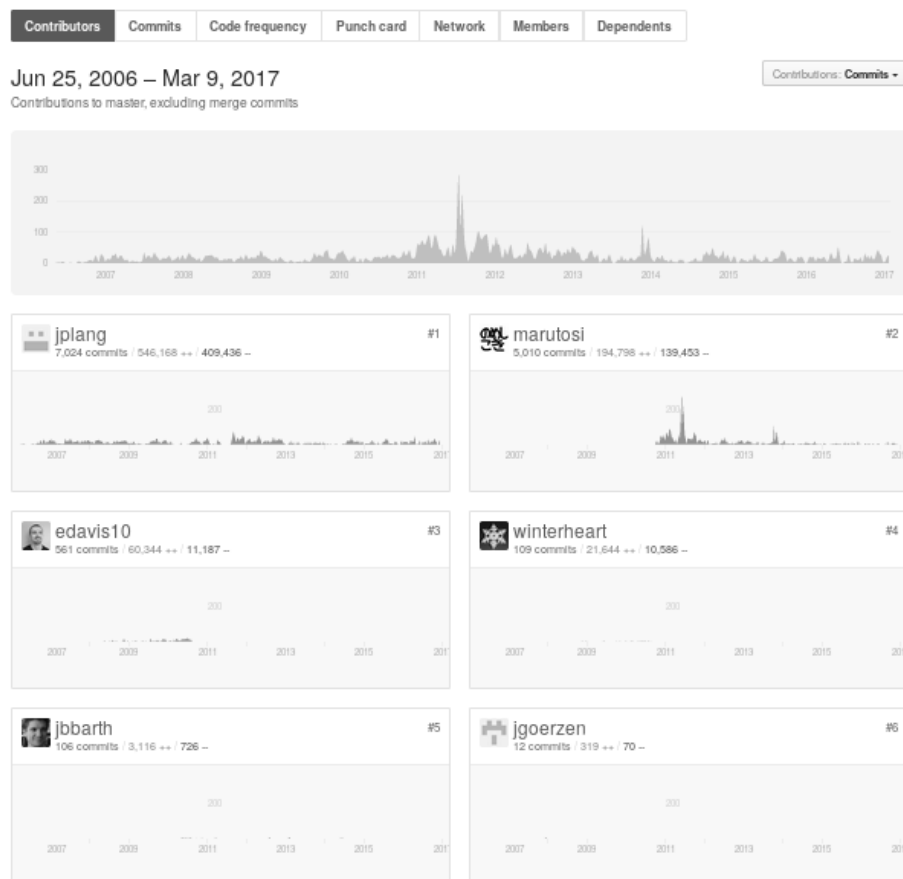 Contributors Commits Code frequency Punch card Network Members Dependents
Jun 25, 2006 – Mar 9, 2017
Contributions: Commits
Contributions to master, excluding merge commits
300
200
100
0
2007 2008 2009 2010 2011 2012 2013 2014 2015 2016 2017
jplang #1
7,024 commits / 546,168 ++ / 409,436 --
200
2007 2009 2011 2013 2015 201
marutosi #2
5,010 commits / 194,798 ++ / 139,453 --
200
2007 2009 2011 2013 2015 20
edavis10 #3
561 commits / 60,344 ++ / 11,187 --
200
2007 2009 2011 2013 2015 201
winterheart #4
109 commits / 21,644 ++ / 10,586 --
200
2007 2009 2011 2013 2015 20
jbbarth #5
106 commits / 3,116 ++ / 726 --
200
2007 2009 2011 2013 2015 201
jgoerzen #6
12 commits / 319 ++ / 70 --
200
2007 2009 2011 2013 2015 20